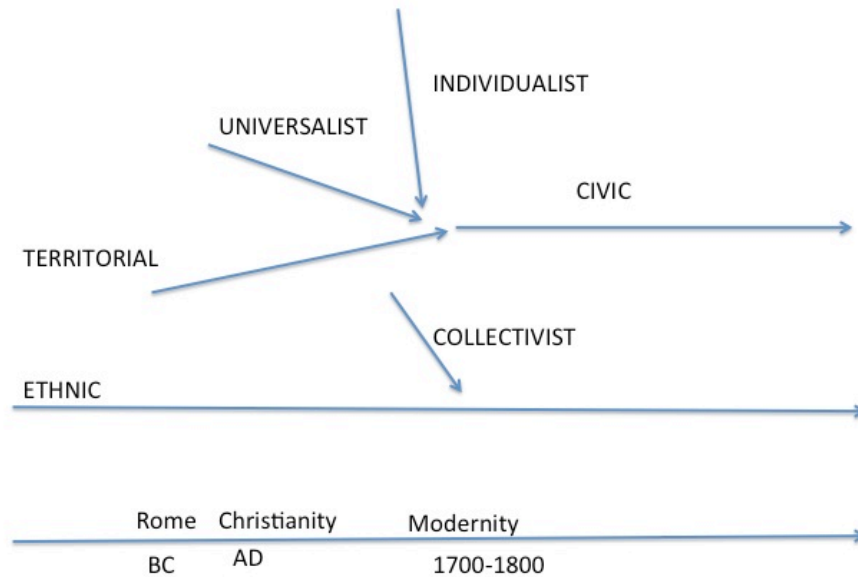 INDIVIDUALIST
UNIVERSALIST
CIVIC
TERRITORIAL
COLLECTIVIST
ETHNIC
Rome Christianity Modernity
BC AD 1700-1800